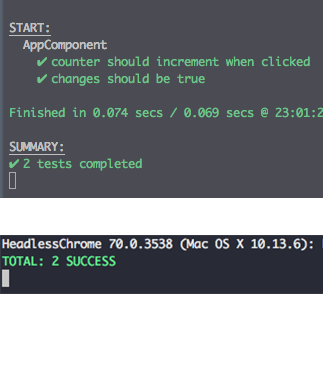 START:
AppComponent
✔ counter should increment when clicked
✔ changes should be true
Finished in 0.074 secs / 0.069 secs @ 23:01:2
SUMMARY:
✔ 2 tests completed
HeadlessChrome 70.0.3538 (Mac OS X 10.13.6):
TOTAL: 2 SUCCESS